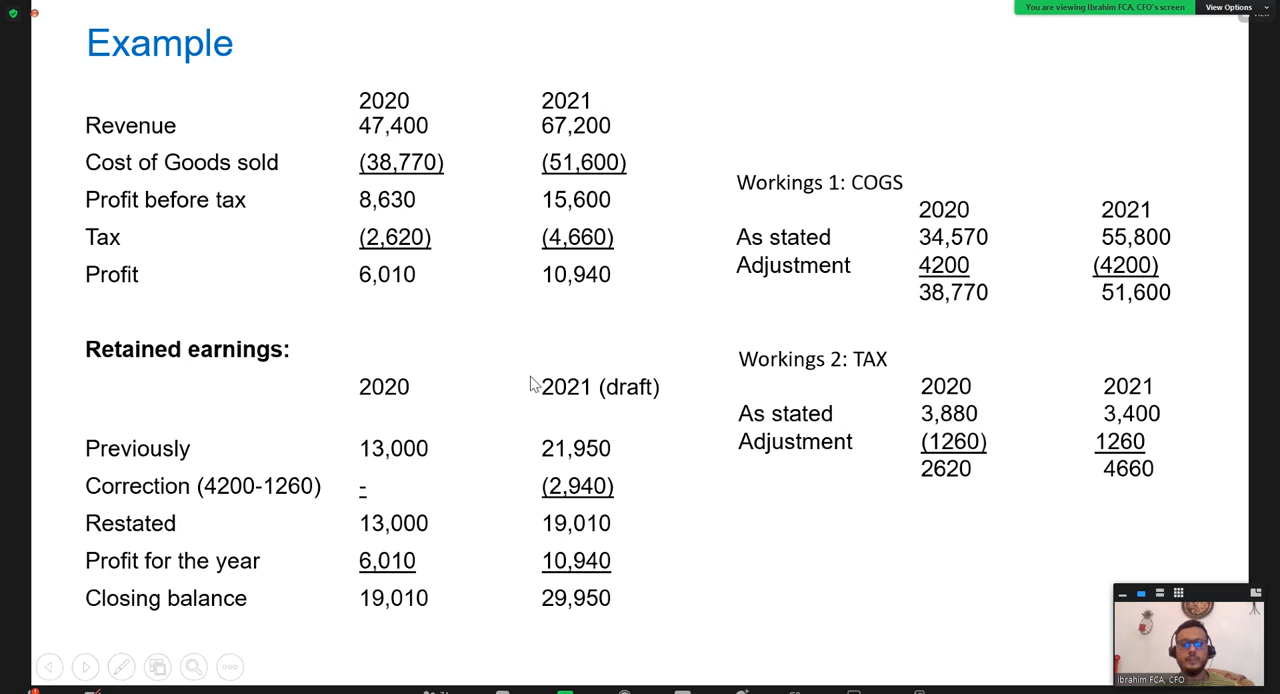 You are viewing Ibrahim FCA, CFO's screen
View Options
Example
2020 2021
Revenue 47,400 67,200
Cost of Goods sold (38,770) (51,600)
Profit before tax 8,630 15,600
Tax (2,620) (4,660)
Profit 6,010 10,940
Retained earnings:
2020 2021 (draft)
Previously 13,000 21,950
Correction (4200-1260) - (2,940)
Restated 13,000 19,010
Profit for the year 6,010 10,940
Closing balance 19,010 29,950
Workings 1: COGS
2020 2021
As stated 34,570 55,800
Adjustment 4200 (4200)
38,770 51,600
Workings 2: TAX
2020 2021
As stated 3,880 3,400
Adjustment (1260) 1260
2620 4660
Ibrahim FCA, CFO